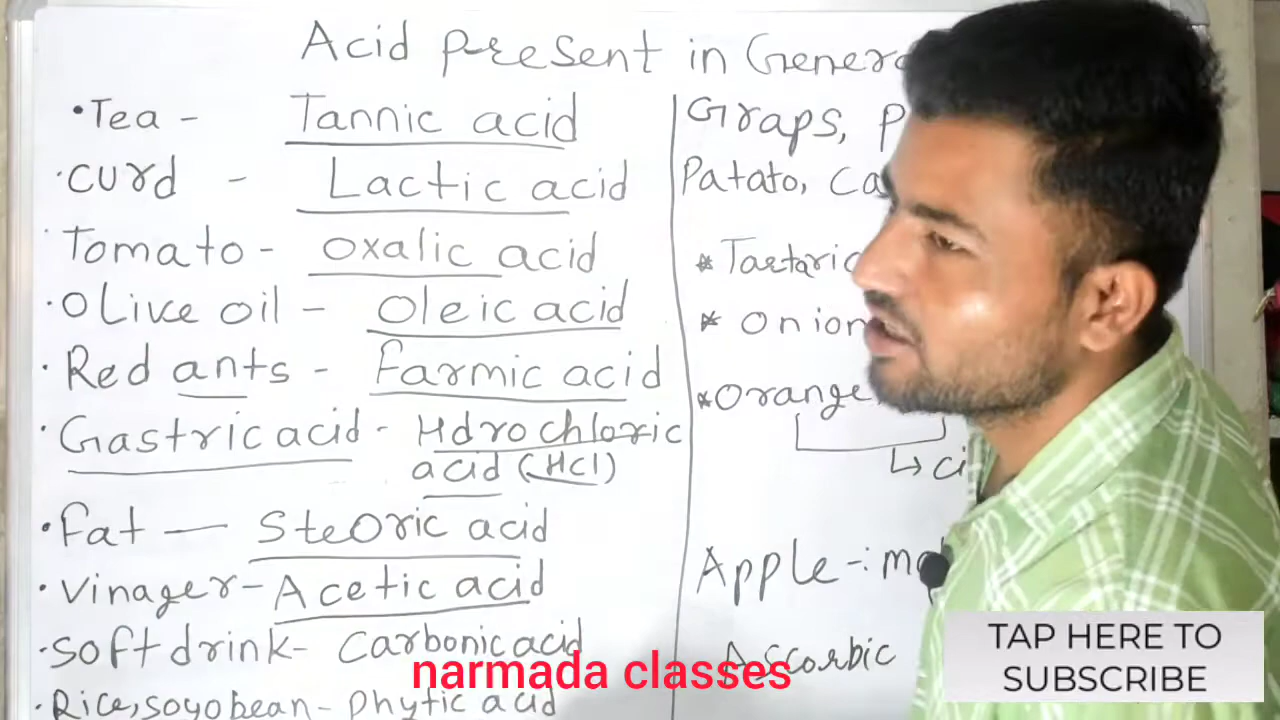 Acid present in Genera
• Tea - Tannic acid
• curd - Lactic acid
Tomato - oxalic acid
• Olive oil - Oleic acid
• Red ants - Farmic acid
• Gastric acid - Hdrochloric
acid (HCl)
• Fat — Steoric acid
• Vinager - Acetic acid
• Soft drink - Carbonic acid
• Rice, soyobean - Phytic acid
Graps, P
Patato, Ca
* Tartaric
* Onion
* Orange
↳ ci
Apple -: ma
Ascorbic
narmada classes
TAP HERE TO
SUBSCRIBE